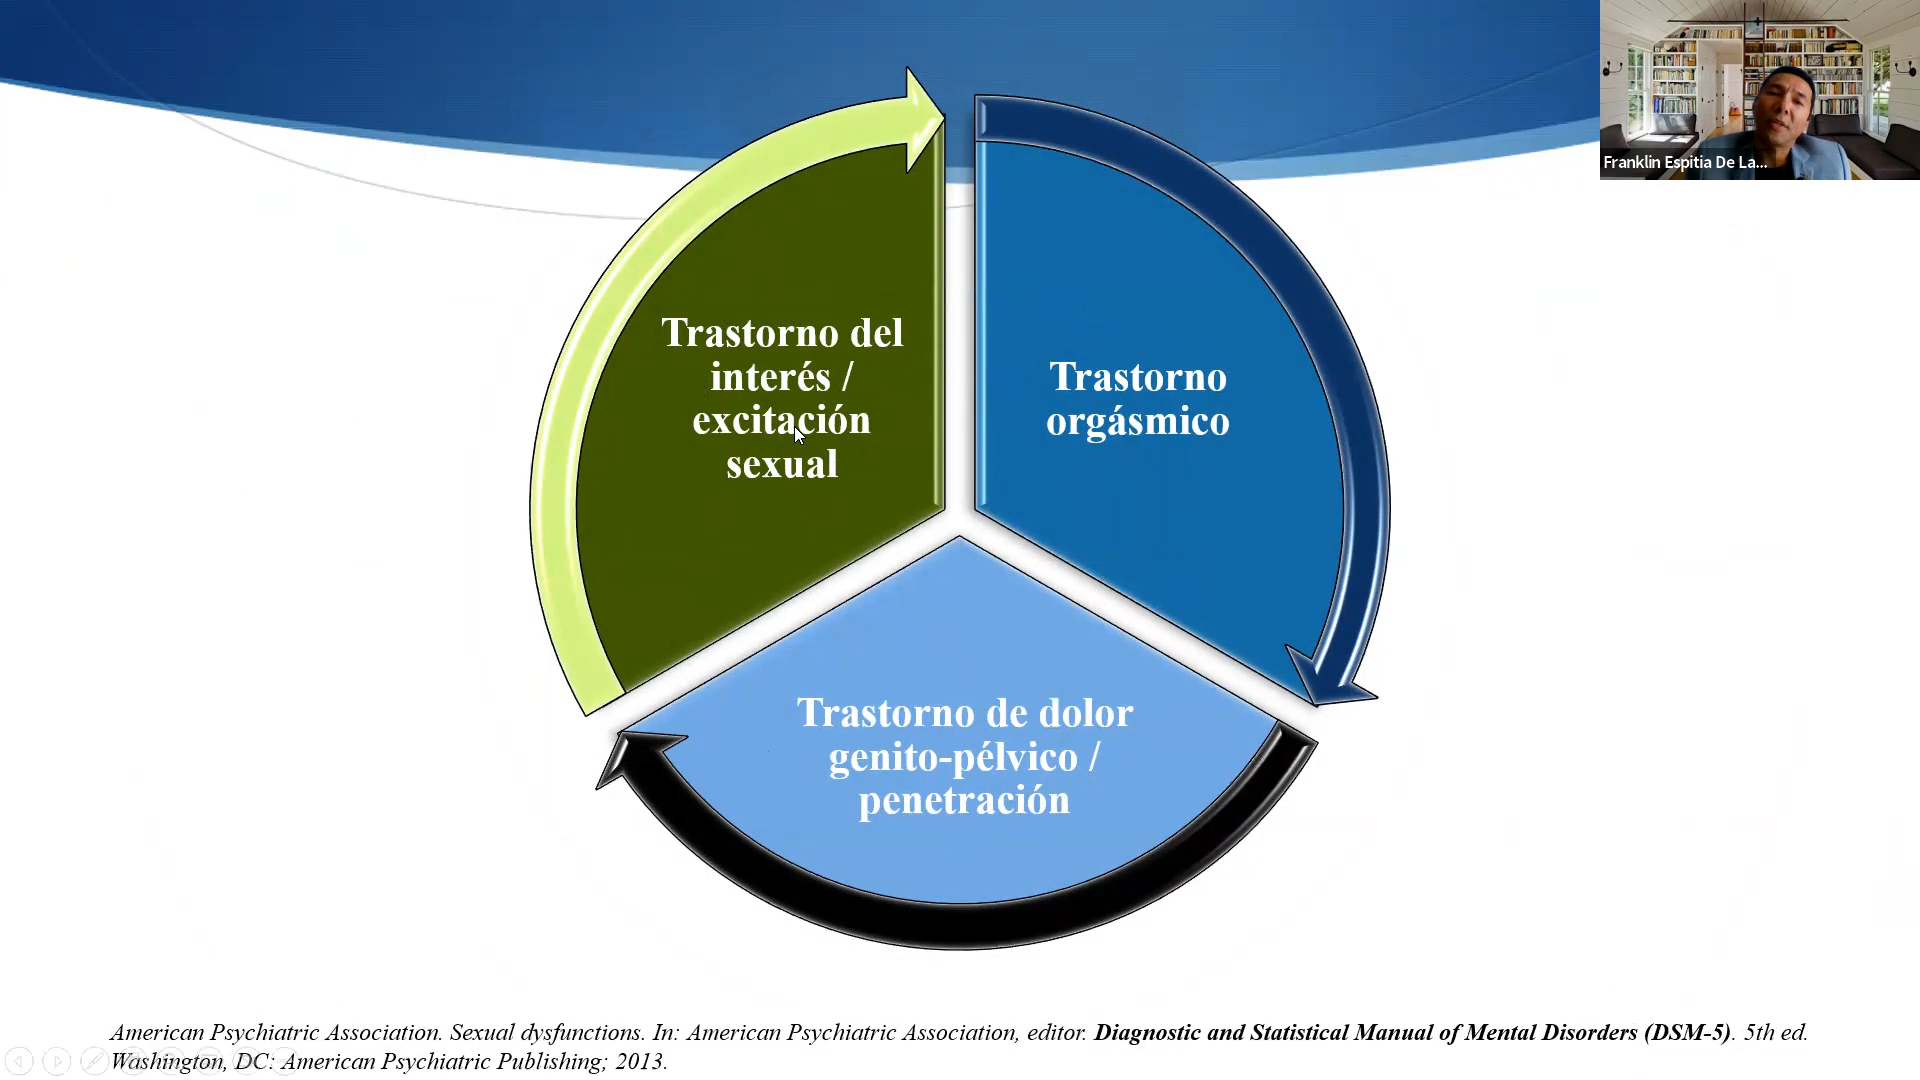 Franklin Espitia De La...
Trastorno del
interés /
excitación
sexual
Trastorno
orgásmico
Trastorno de dolor
genito-pélvico /
penetración
American Psychiatric Association. Sexual dysfunctions. In: American Psychiatric Association, editor. Diagnostic and Statistical Manual of Mental Disorders (DSM-5). 5th ed.
Washington, DC: American Psychiatric Publishing; 2013.